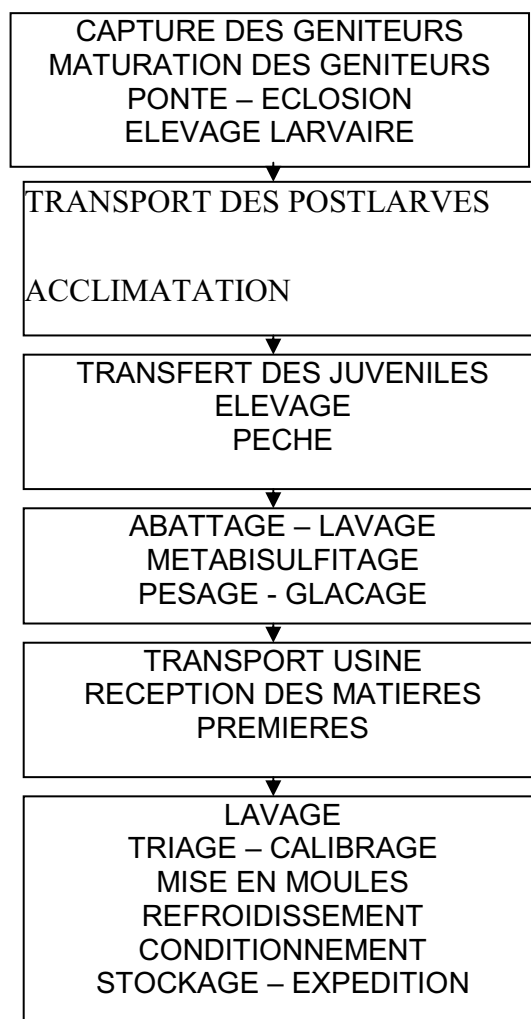 CAPTURE DES GENITEURS
MATURATION DES GENITEURS
PONTE – ECLOSION
ELEVAGE LARVAIRE
TRANSPORT DES POSTLARVES
ACCLIMATATION
TRANSFERT DES JUVENILES
ELEVAGE
PECHE
ABATTAGE – LAVAGE
METABISULFITAGE
PESAGE - GLACAGE
TRANSPORT USINE
RECEPTION DES MATIERES
PREMIERES
LAVAGE
TRIAGE – CALIBRAGE
MISE EN MOULES
REFROIDISSEMENT
CONDITIONNEMENT
STOCKAGE – EXPEDITION